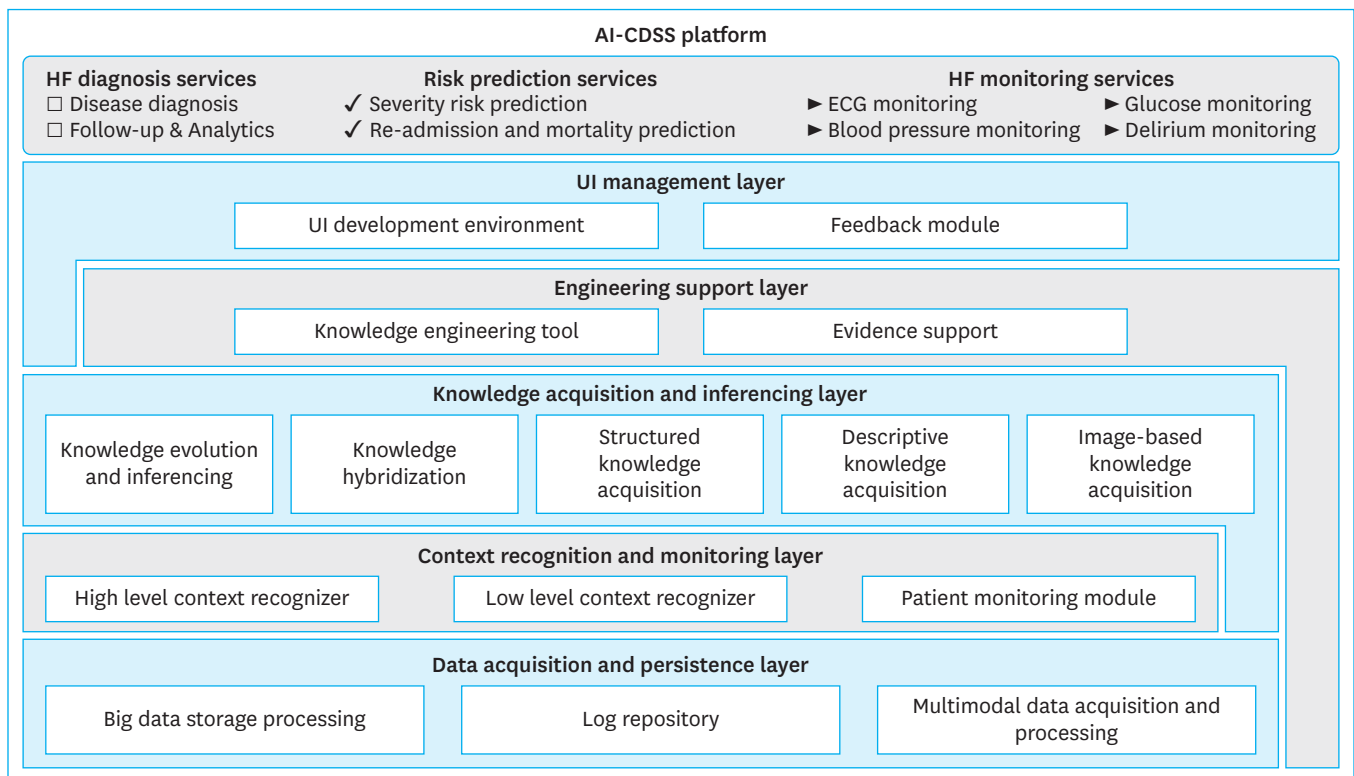 AI-CDSS platform
HF diagnosis services
☐ Disease diagnosis
☐ Follow-up & Analytics
Risk prediction services
✓ Severity risk prediction
✓ Re-admission and mortality prediction
HF monitoring services
► ECG monitoring
► Blood pressure monitoring
► Glucose monitoring
► Delirium monitoring
UI management layer
UI development environment
Feedback module
Engineering support layer
Knowledge engineering tool
Evidence support
Knowledge acquisition and inferencing layer
Knowledge evolution
and inferencing
Knowledge
hybridization
Structured
knowledge
acquisition
Descriptive
knowledge
acquisition
Image-based
knowledge
acquisition
Context recognition and monitoring layer
High level context recognizer
Low level context recognizer
Patient monitoring module
Data acquisition and persistence layer
Big data storage processing
Log repository
Multimodal data acquisition and
processing